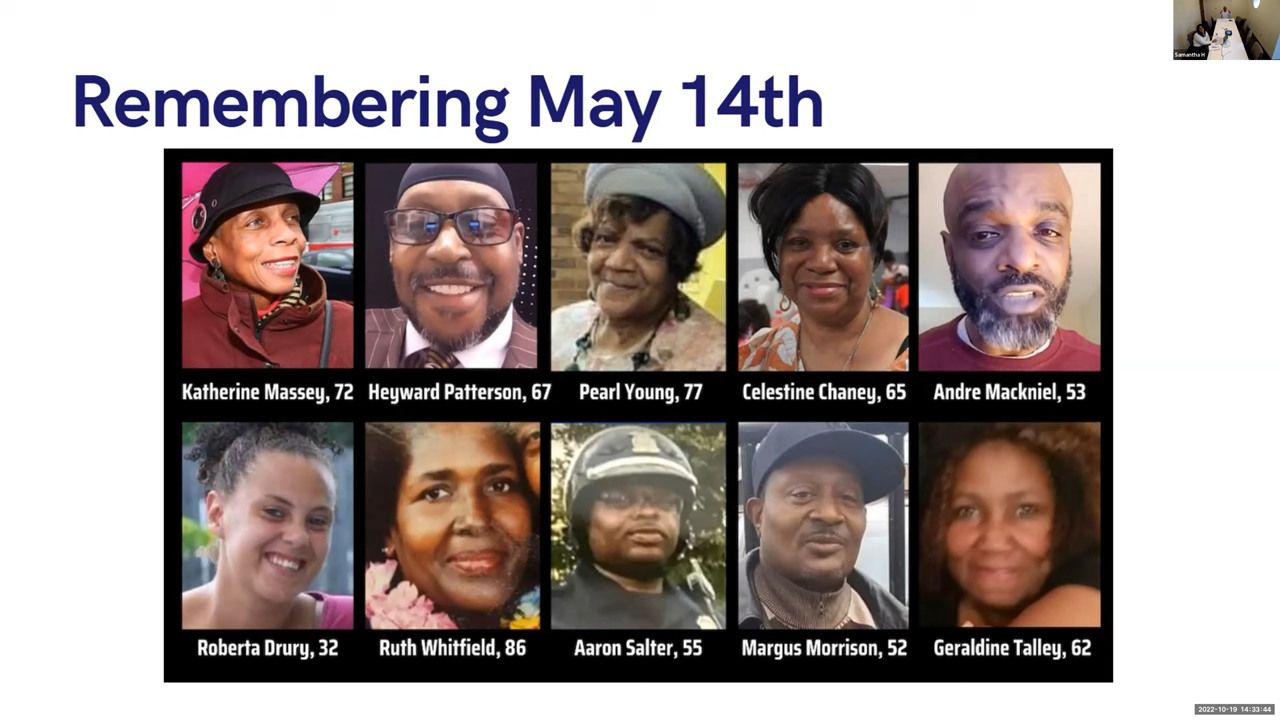 Samantha H
Remembering May 14th
Katherine Massey, 72
Heyward Patterson, 67
Pearl Young, 77
Celestine Chaney, 65
Andre Mackniel, 53
Roberta Drury, 32
Ruth Whitfield, 86
Aaron Salter, 55
Margus Morrison, 52
Geraldine Talley, 62
2022-10-19 14:33:44